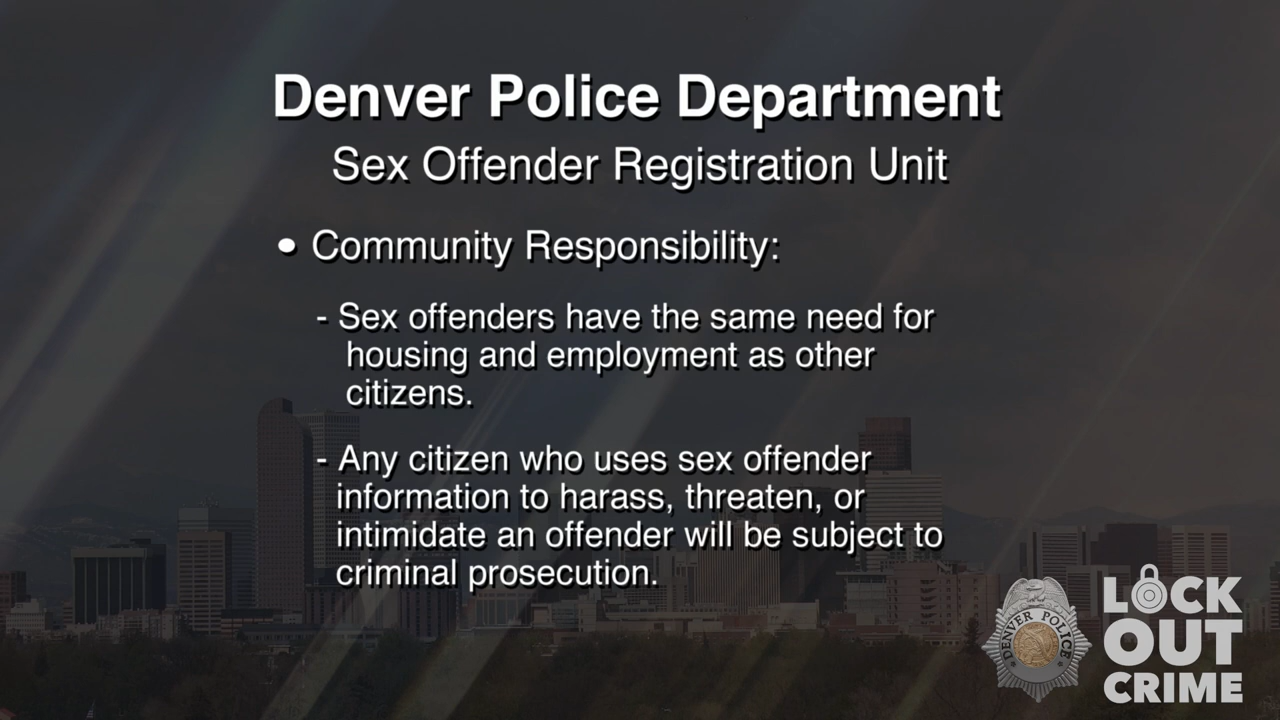 Denver Police Department
Sex Offender Registration Unit
• Community Responsibility:
- Sex offenders have the same need for
housing and employment as other
citizens.
- Any citizen who uses sex offender
information to harass, threaten, or
intimidate an offender will be subject to
criminal prosecution.
DENVER POLICE
LOCK
OUT
CRIME